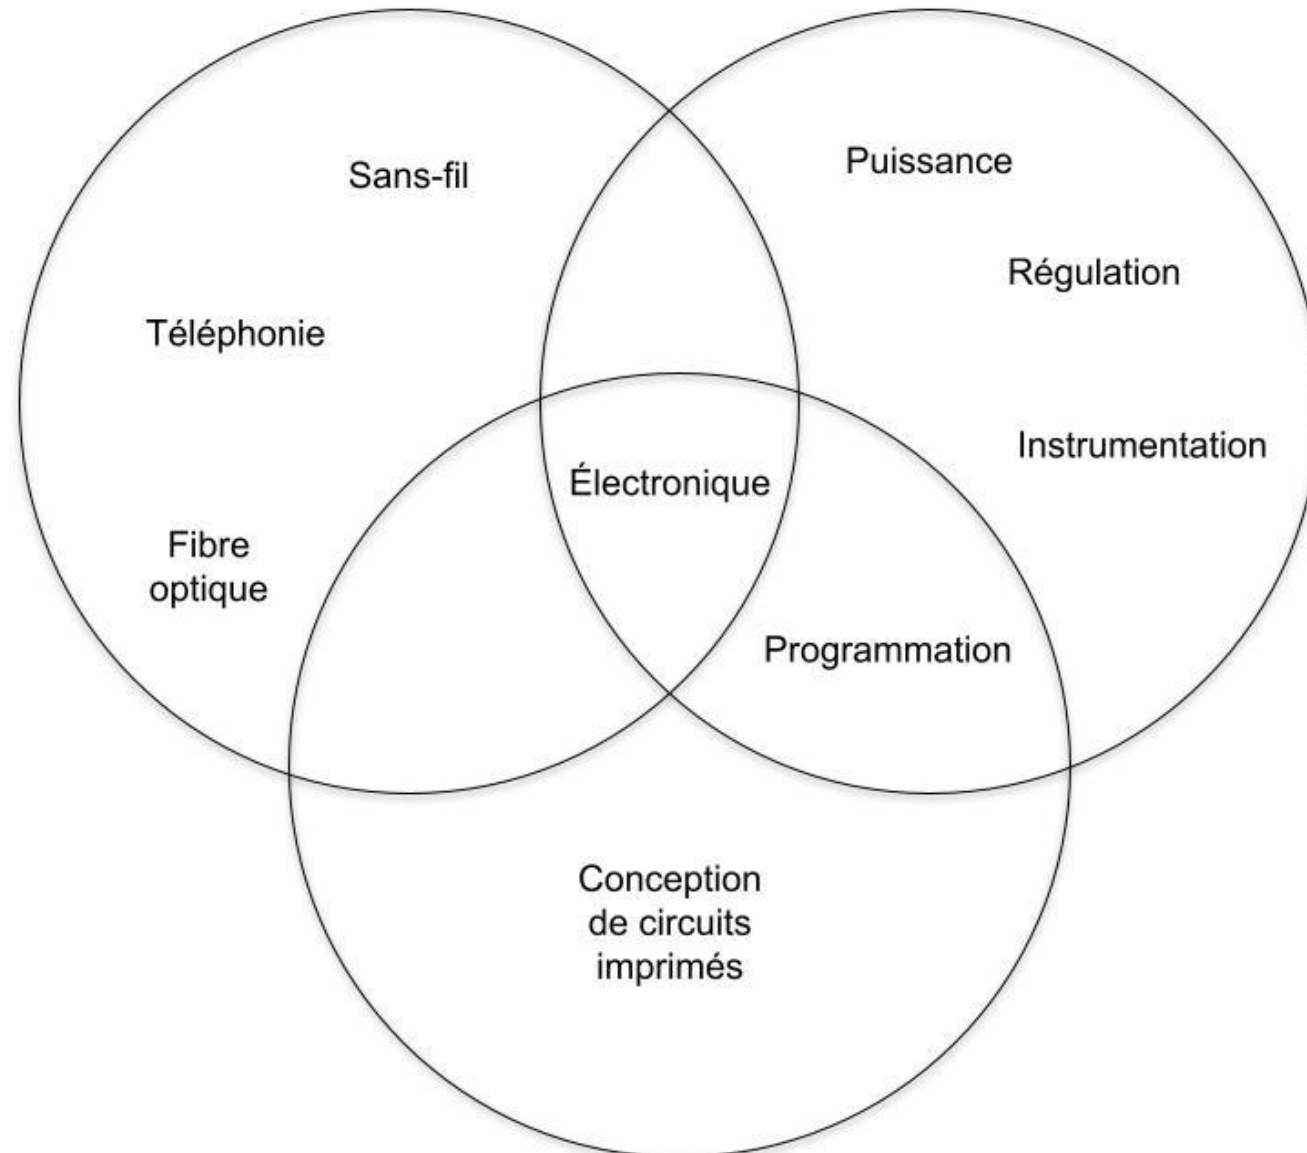 Sans-fil
Puissance
Régulation
Téléphonie
Instrumentation
Électronique
Fibre
optique
Programmation
Conception
de circuits
imprimés